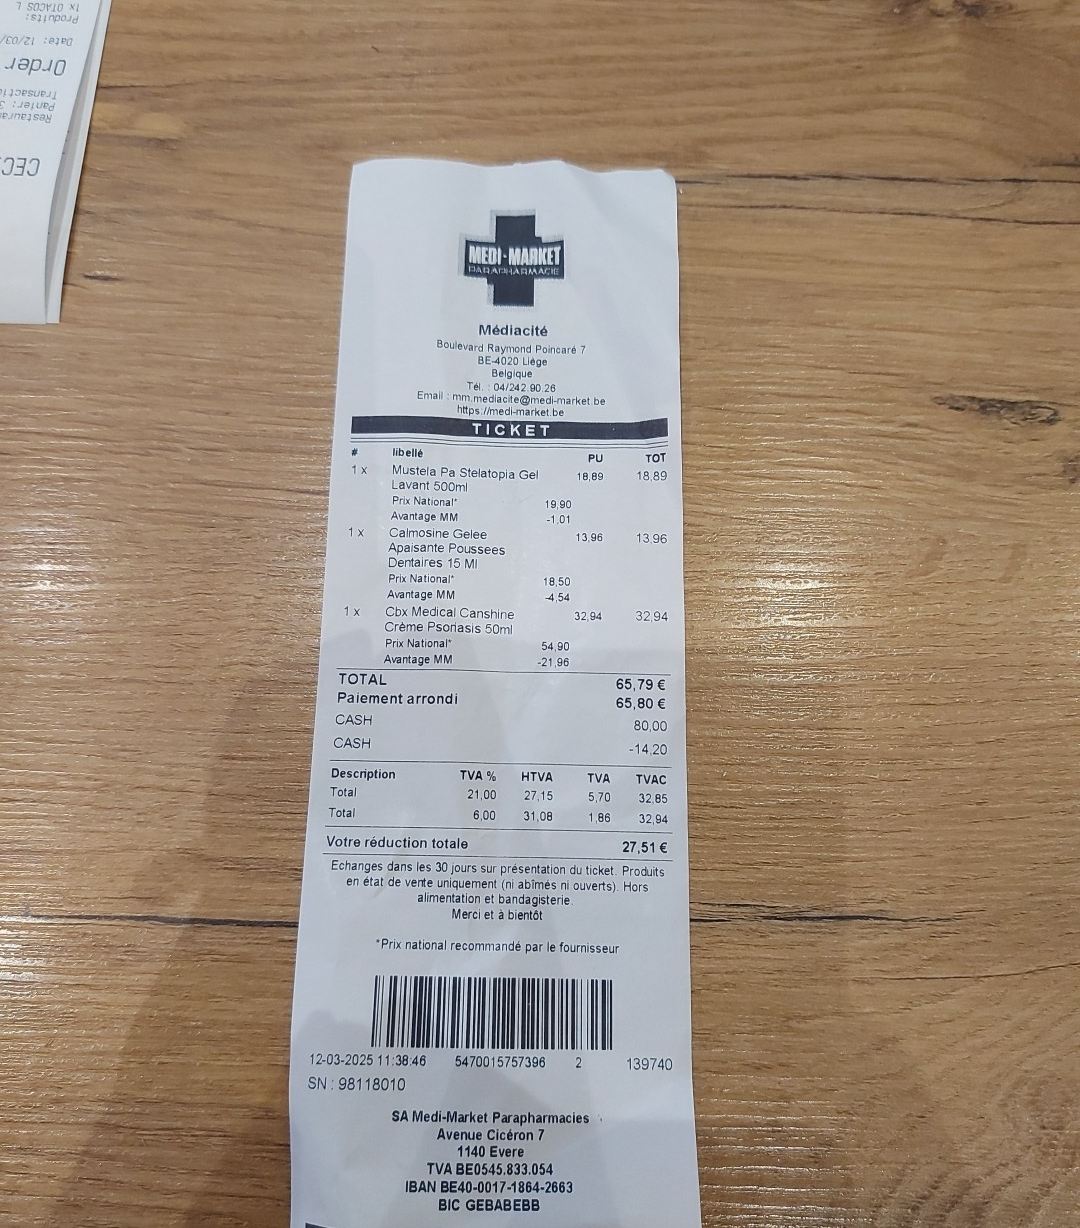 1x OTACOS L
Produits:
Date: 12/03/
Order
Transactio
Panier: 3
Restauran
CEC
MEDI-MARKET
PARAPHARMACIE
Médiacité
Boulevard Raymond Poincaré 7
BE-4020 Liège
Belgique
Tél. : 04/242.90.26
Email : mm.mediacite@medi-market.be
https://medi-market.be
TICKET
# libellé PU TOT
1 x Mustela Pa Stelatopia Gel 18,89 18,89
Lavant 500ml
Prix National* 19,90
Avantage MM -1,01
1 x Calmosine Gelee 13,96 13,96
Apaisante Poussees
Dentaires 15 Ml
Prix National* 18,50
Avantage MM -4,54
1 x Cbx Medical Canshine 32,94 32,94
Crème Psoriasis 50ml
Prix National* 54,90
Avantage MM -21,96
TOTAL 65,79 €
Paiement arrondi 65,80 €
CASH 80,00
CASH -14,20
Description TVA % HTVA TVA TVAC
Total 21,00 27,15 5,70 32,85
Total 6,00 31,08 1,86 32,94
Votre réduction totale 27,51 €
Echanges dans les 30 jours sur présentation du ticket. Produits
en état de vente uniquement (ni abîmés ni ouverts). Hors
alimentation et bandagisterie.
Merci et à bientôt
*Prix national recommandé par le fournisseur
12-03-2025 11:38:46 5470015757396 2 139740
SN : 98118010
SA Medi-Market Parapharmacies
Avenue Cicéron 7
1140 Evere
TVA BE0545.833.054
IBAN BE40-0017-1864-2663
BIC GEBABEBB